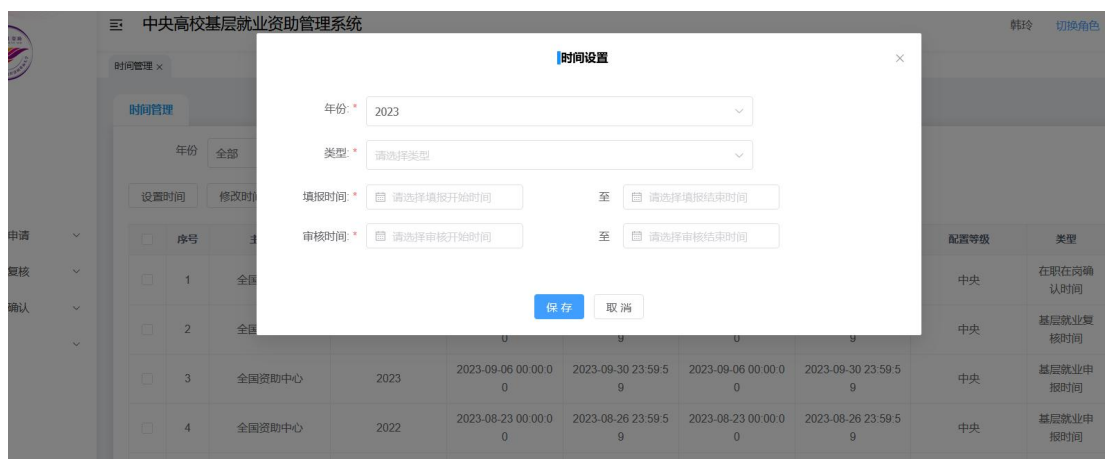 中央高校基层就业资助管理系统
韩玲 切换角色
时间管理 ×
时间设置
时间管理
年份: * 2023
年份 全部
类型: * 请选择类型
设置时间 修改时
填报时间: * 请选择填报开始时间 至 请选择填报结束时间
审核时间: * 请选择审核开始时间 至 请选择审核结束时间
申请
序号 配置等级 类型
复核
1 中央 在职在岗确
认时间
确认
保存 取消
2 中央 基层就业复
0 9 0 9 核时间
3 全国资助中心 2023 2023-09-06 00:00:0 2023-09-30 23:59:5 2023-09-06 00:00:0 2023-09-30 23:59:5 中央 基层就业申
0 9 0 9 报时间
4 全国资助中心 2022 2023-08-23 00:00:0 2023-08-26 23:59:5 2023-08-23 00:00:0 2023-08-26 23:59:5 中央 基层就业申
0 9 0 9 报时间